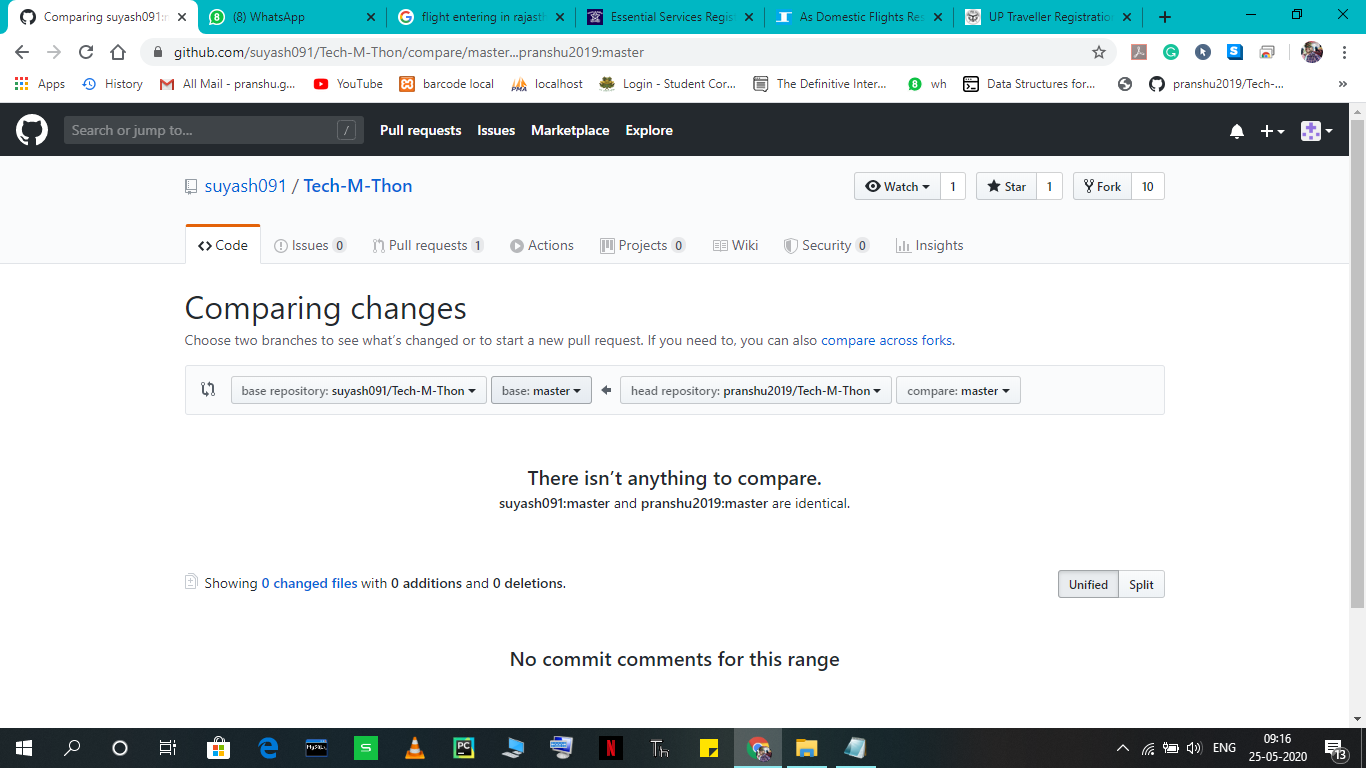 Comparing suyash091:m
(8) WhatsApp
flight entering in rajasth
Essential Services Regist
As Domestic Flights Res
UP Traveller Registration
github.com/suyash091/Tech-M-Thon/compare/master...pranshu2019:master
Apps
History
All Mail - pranshu.g...
YouTube
barcode local
localhost
Login - Student Cor...
The Definitive Inter...
8 wh
Data Structures for...
pranshu2019/Tech-...
»
Search or jump to... /
Pull requests Issues Marketplace Explore
suyash091 / Tech-M-Thon
Watch 1 Star 1 Fork 10
Code Issues 0 Pull requests 1 Actions Projects 0 Wiki Security 0 Insights
Comparing changes
Choose two branches to see what’s changed or to start a new pull request. If you need to, you can also compare across forks.
base repository: suyash091/Tech-M-Thon base: master head repository: pranshu2019/Tech-M-Thon compare: master
There isn’t anything to compare.
suyash091:master and pranshu2019:master are identical.
Showing 0 changed files with 0 additions and 0 deletions.
Unified Split
No commit comments for this range
MySQL S PC N Th
ENG
09:16
25-05-2020
13